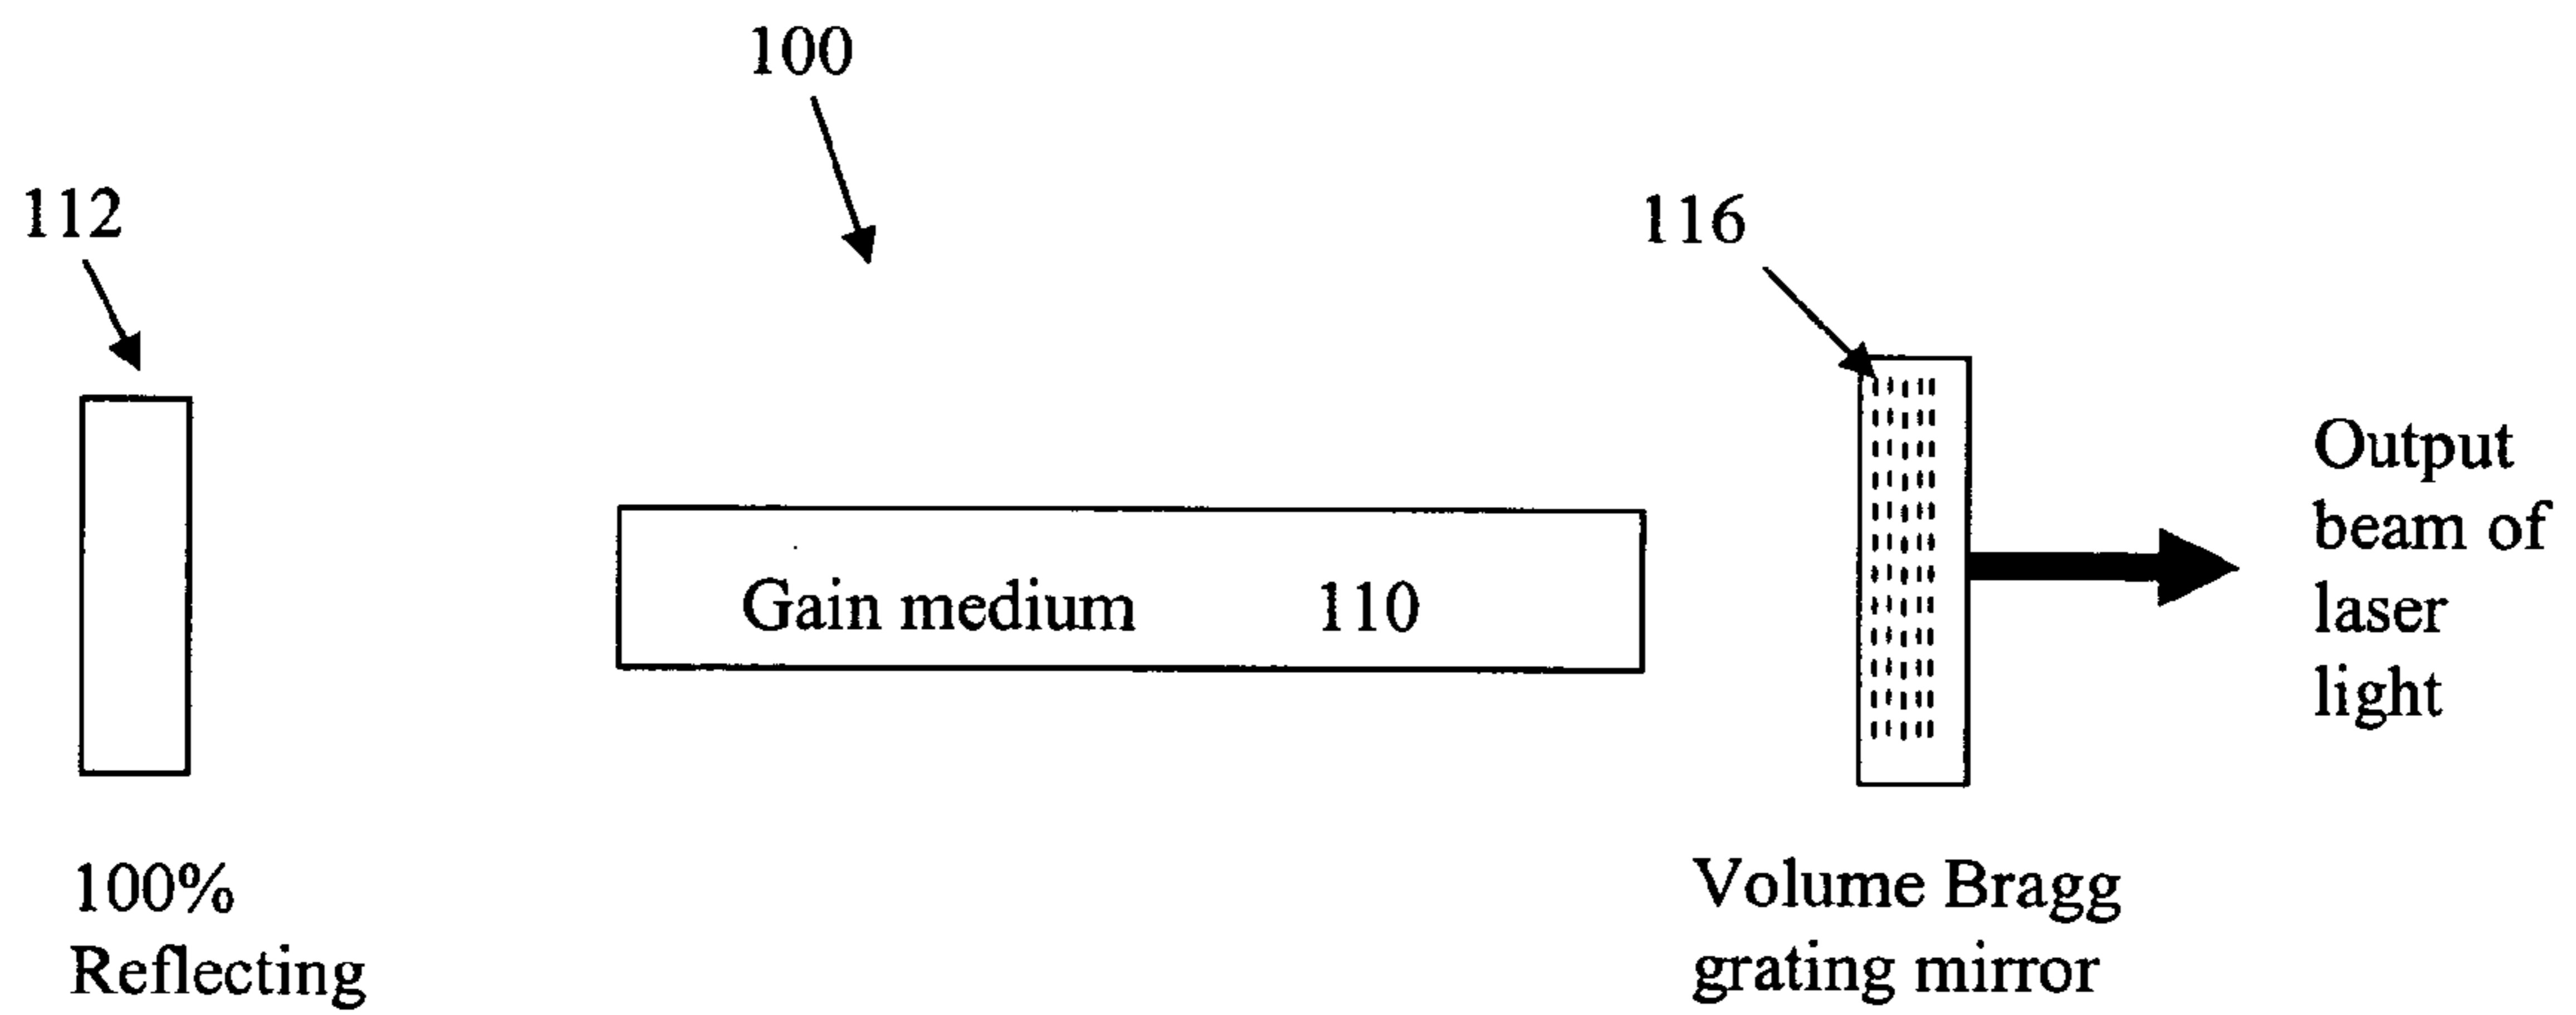 100
112
116
Gain medium 110
Output
beam of
laser
light
100%
Reflecting
Volume Bragg
grating mirror